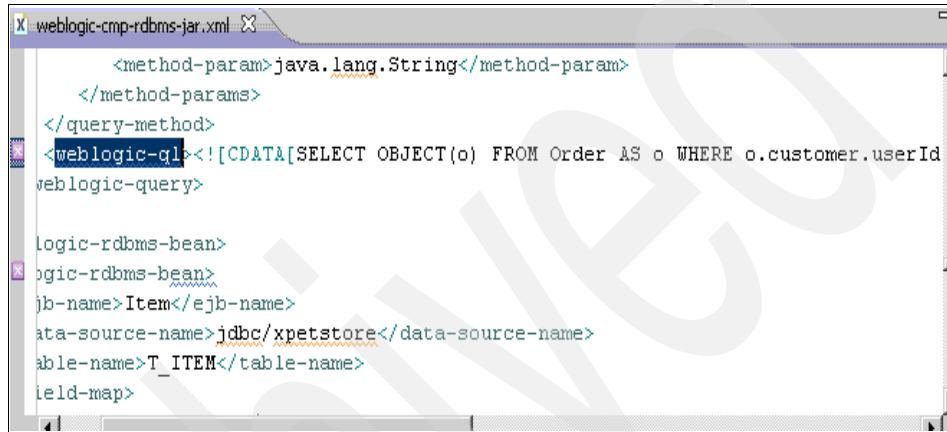 weblogic-cmp-rdbms-jar.xml
<method-param>java.lang.String</method-param>
</method-params>
</query-method>
<weblogic-ql><![CDATA[SELECT OBJECT(o) FROM Order AS o WHERE o.customer.userId
weblogic-query>
logic-rdbms-bean>
ogic-rdbms-bean>
jb-name>Item</ejb-name>
ata-source-name>jdbc/xpetstore</data-source-name>
able-name>T_ITEM</table-name>
ield-map>
hived